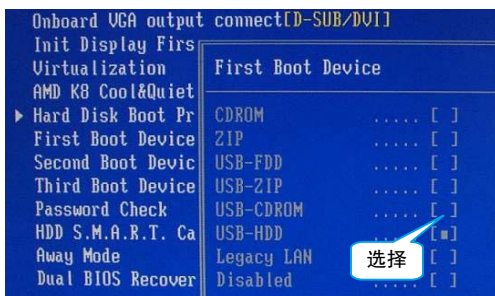 Onboard VGA output connect[D-SUB/DVI]
Init Display Firs
Virtualization
AMD K8 Cool&Quiet
Hard Disk Boot Pr
First Boot Device
Second Boot Devic
Third Boot Device
Password Check
HDD S.M.A.R.T. Ca
Away Mode
Dual BIOS Recover
First Boot Device
CDROM ..... [ ]
ZIP ..... [ ]
USB-FDD ..... [ ]
USB-ZIP ..... [ ]
USB-CDROM ..... [ ]
USB-HDD ..... [■]
Legacy LAN [ ]
Disabled ..... [ ]
选择